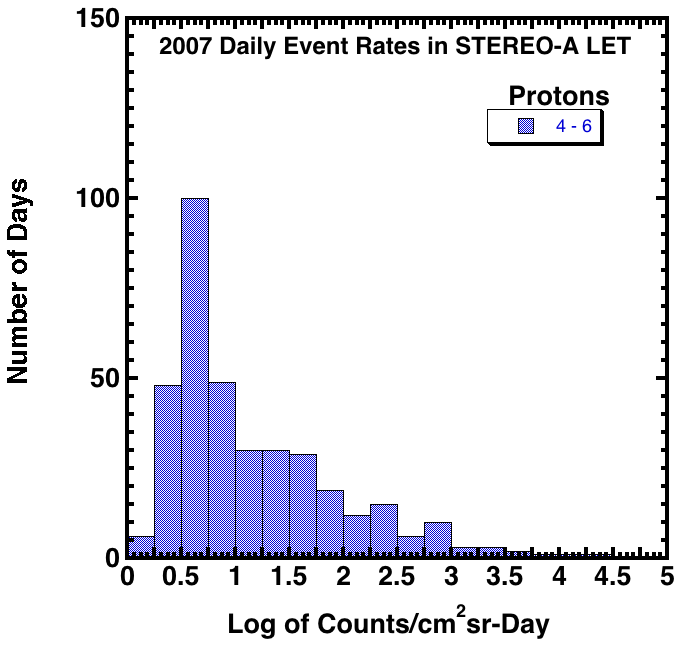 2007 Daily Event Rates in STEREO-A LET
Protons
4 - 6
Number of Days
150
100
50
0
0 0.5 1 1.5 2 2.5 3 3.5 4 4.5 5
Log of Counts/cm²sr-Day